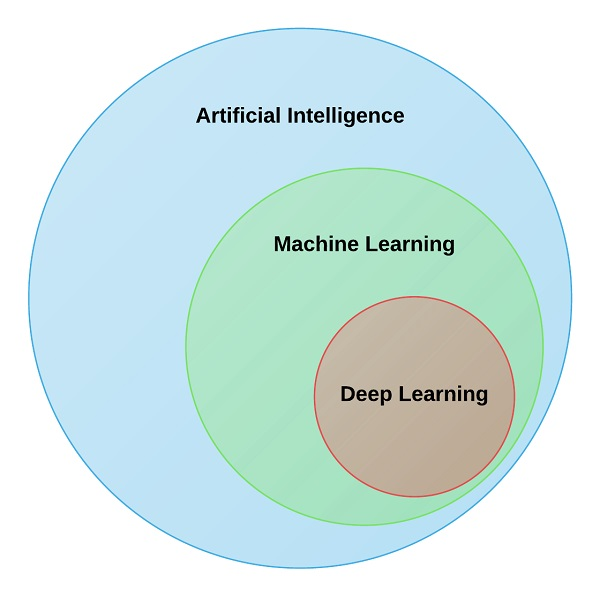 Artificial Intelligence
Machine Learning
Deep Learning